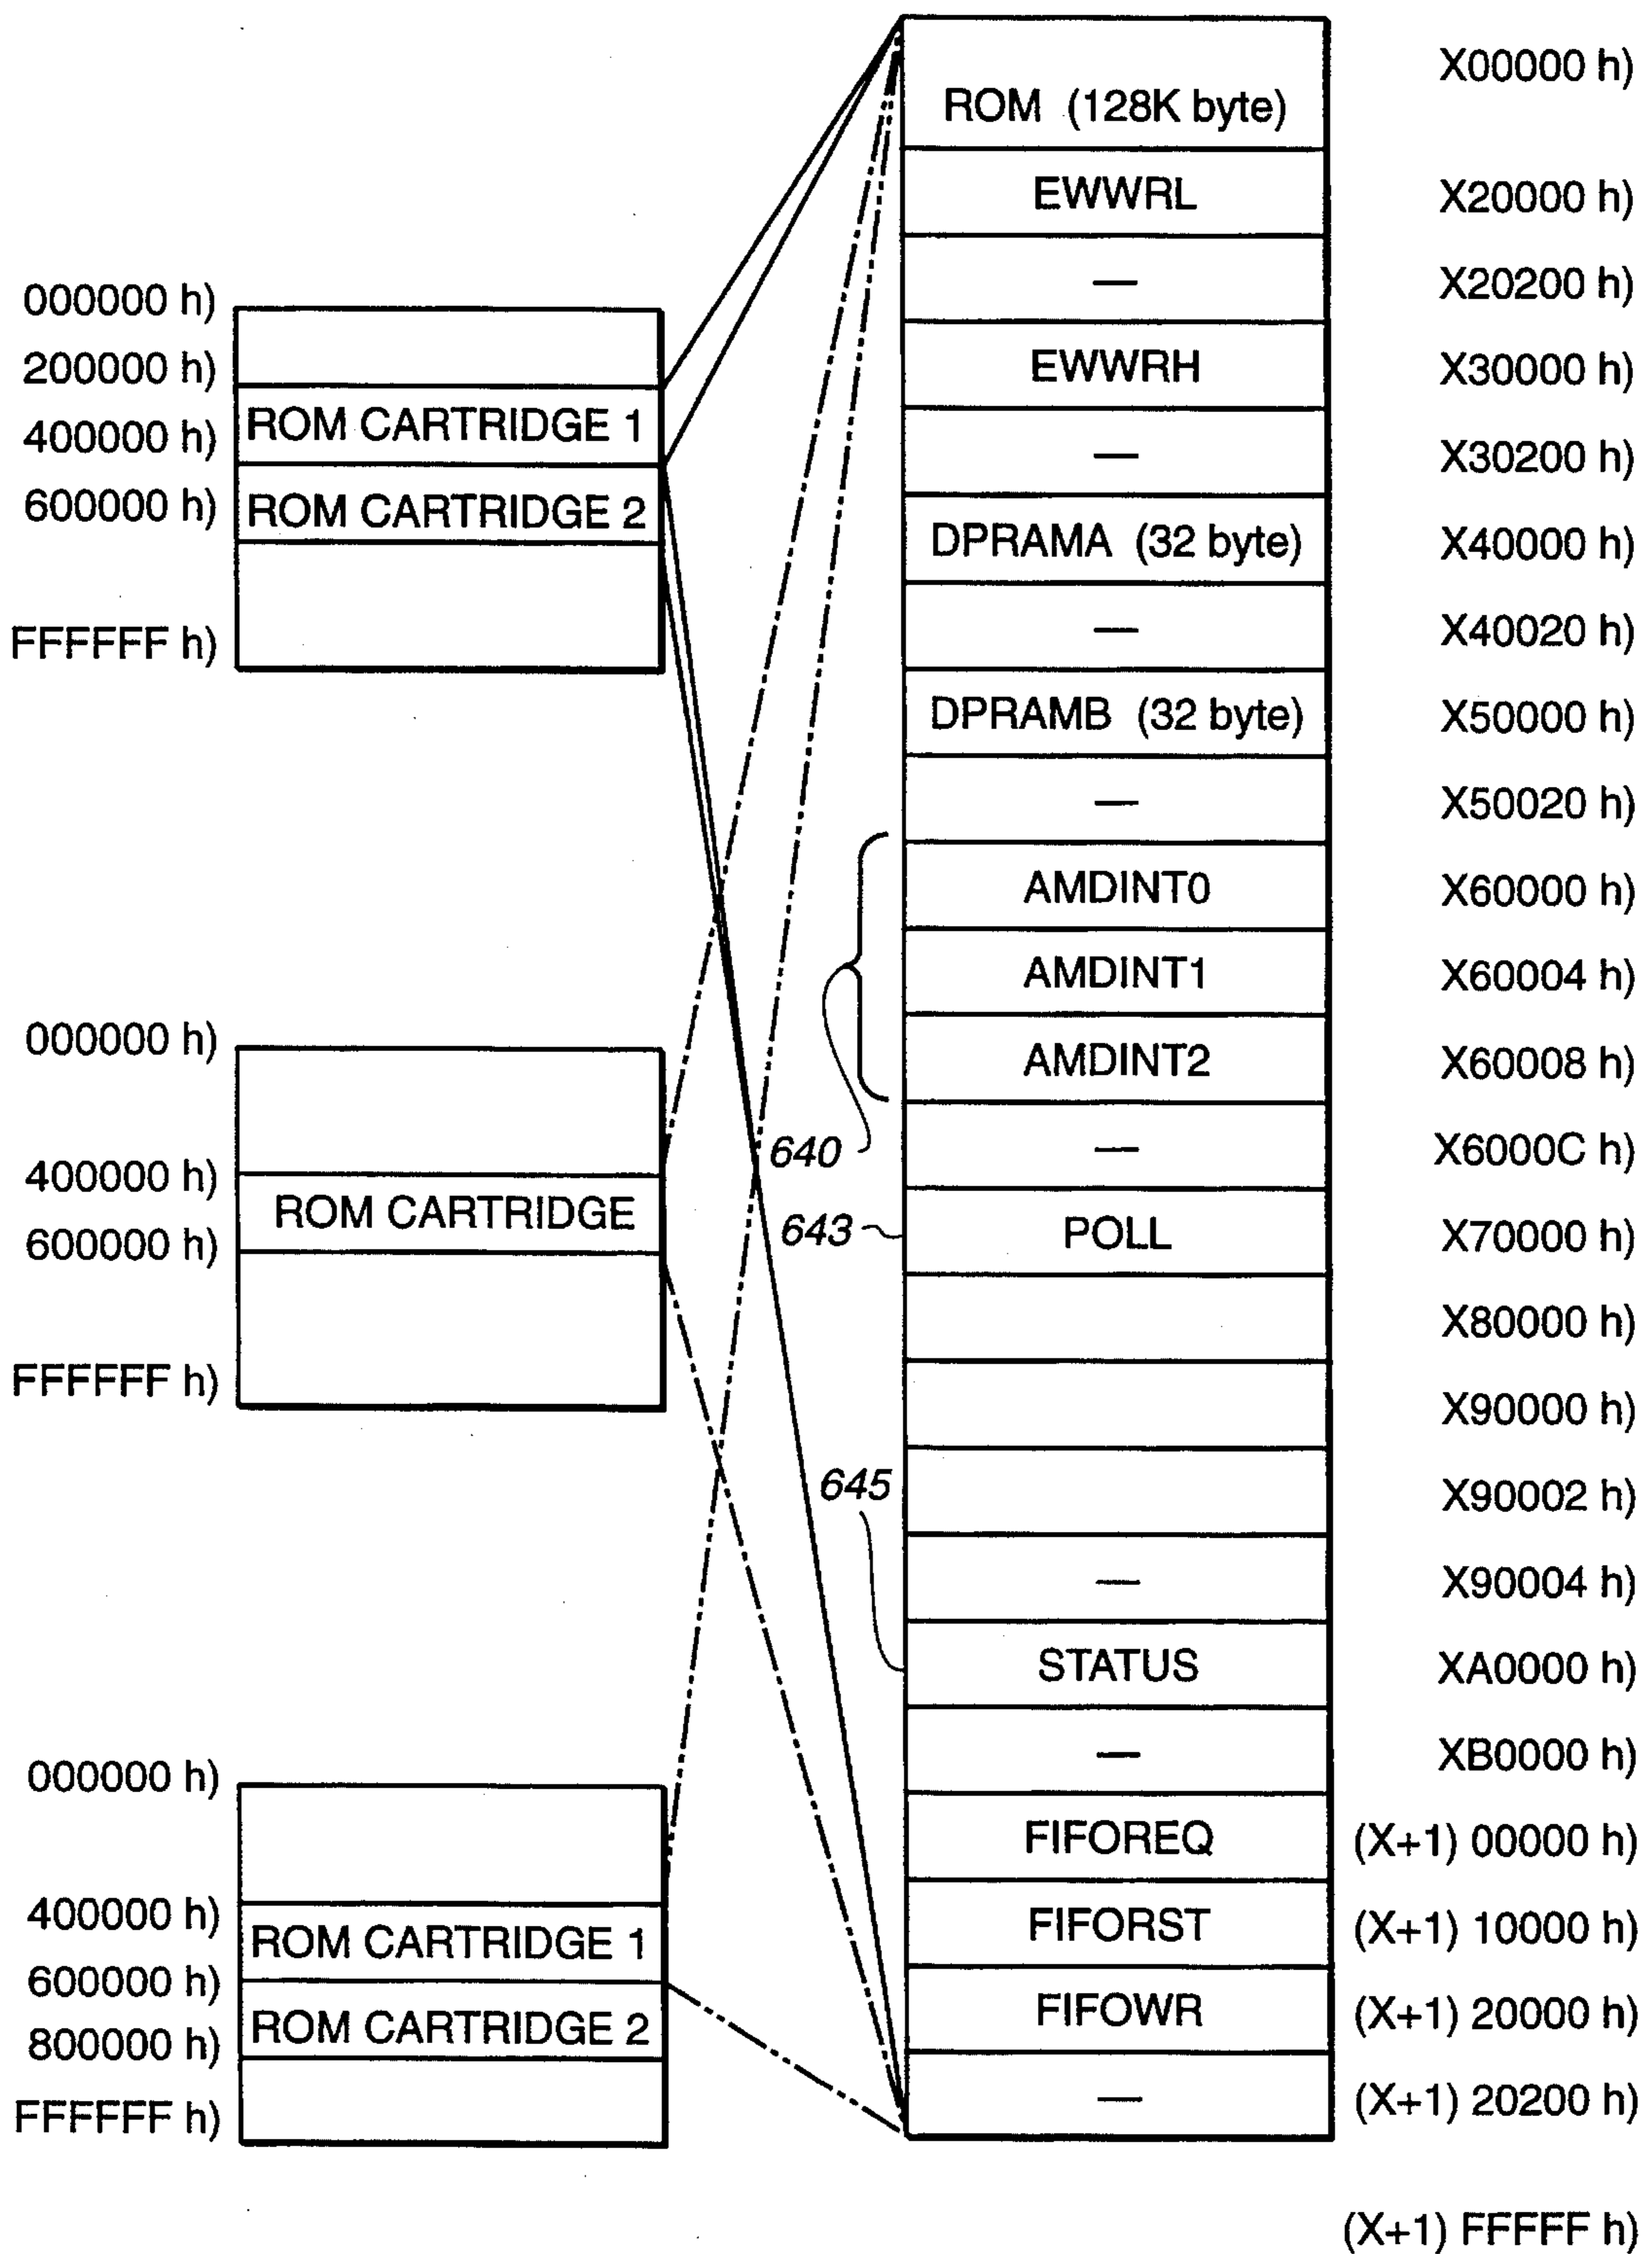 000000 h)
200000 h)
ROM CARTRIDGE 1
400000 h)
ROM CARTRIDGE 2
600000 h)
FFFFFF h)
000000 h)
400000 h)
ROM CARTRIDGE
600000 h)
FFFFFF h)
000000 h)
400000 h)
ROM CARTRIDGE 1
600000 h)
ROM CARTRIDGE 2
800000 h)
FFFFFF h)
640
643
645
ROM (128K byte) X00000 h)
EWWRL X20000 h)
— X20200 h)
EWWRH X30000 h)
— X30200 h)
DPRAMA (32 byte) X40000 h)
— X40020 h)
DPRAMB (32 byte) X50000 h)
— X50020 h)
AMDINT0 X60000 h)
AMDINT1 X60004 h)
AMDINT2 X60008 h)
— X6000C h)
POLL X70000 h)
X80000 h)
X90000 h)
X90002 h)
— X90004 h)
STATUS XA0000 h)
— XB0000 h)
FIFOREQ (X+1) 00000 h)
FIFORST (X+1) 10000 h)
FIFOWR (X+1) 20000 h)
— (X+1) 20200 h)
(X+1) FFFFF h)